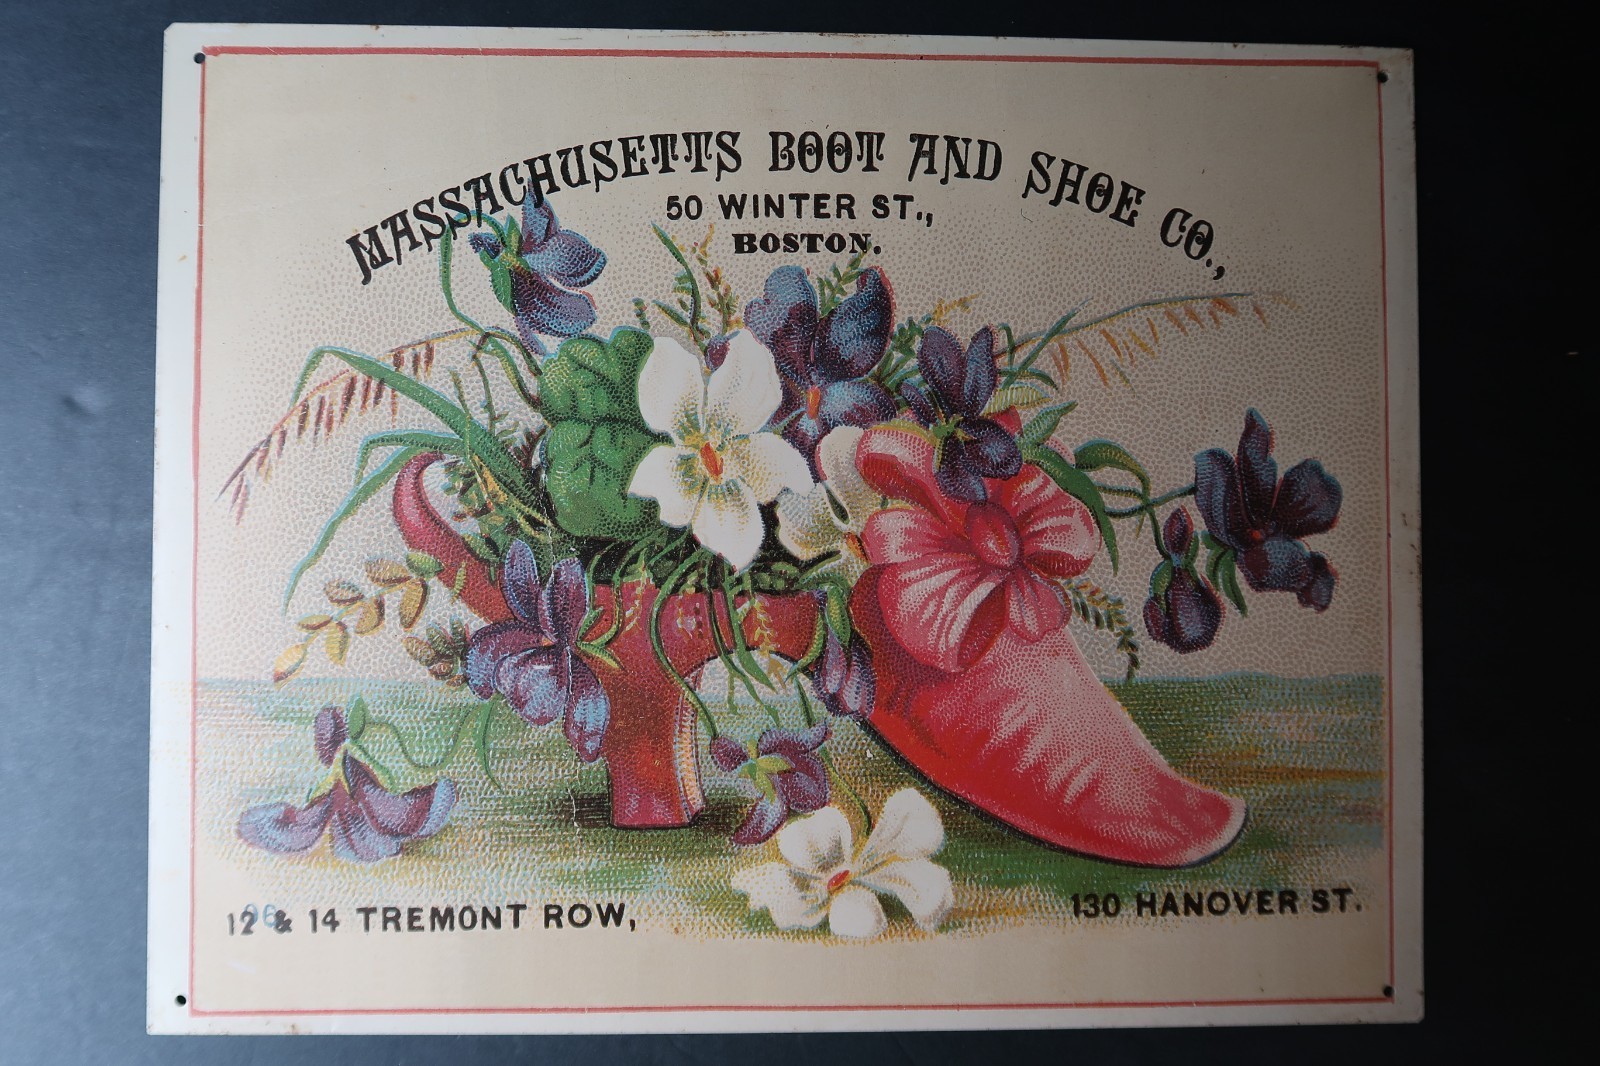 MASSACHUSETTS BOOT AND SHOE CO.,
50 WINTER ST.,
BOSTON.
12 & 14 TREMONT ROW,
130 HANOVER ST.